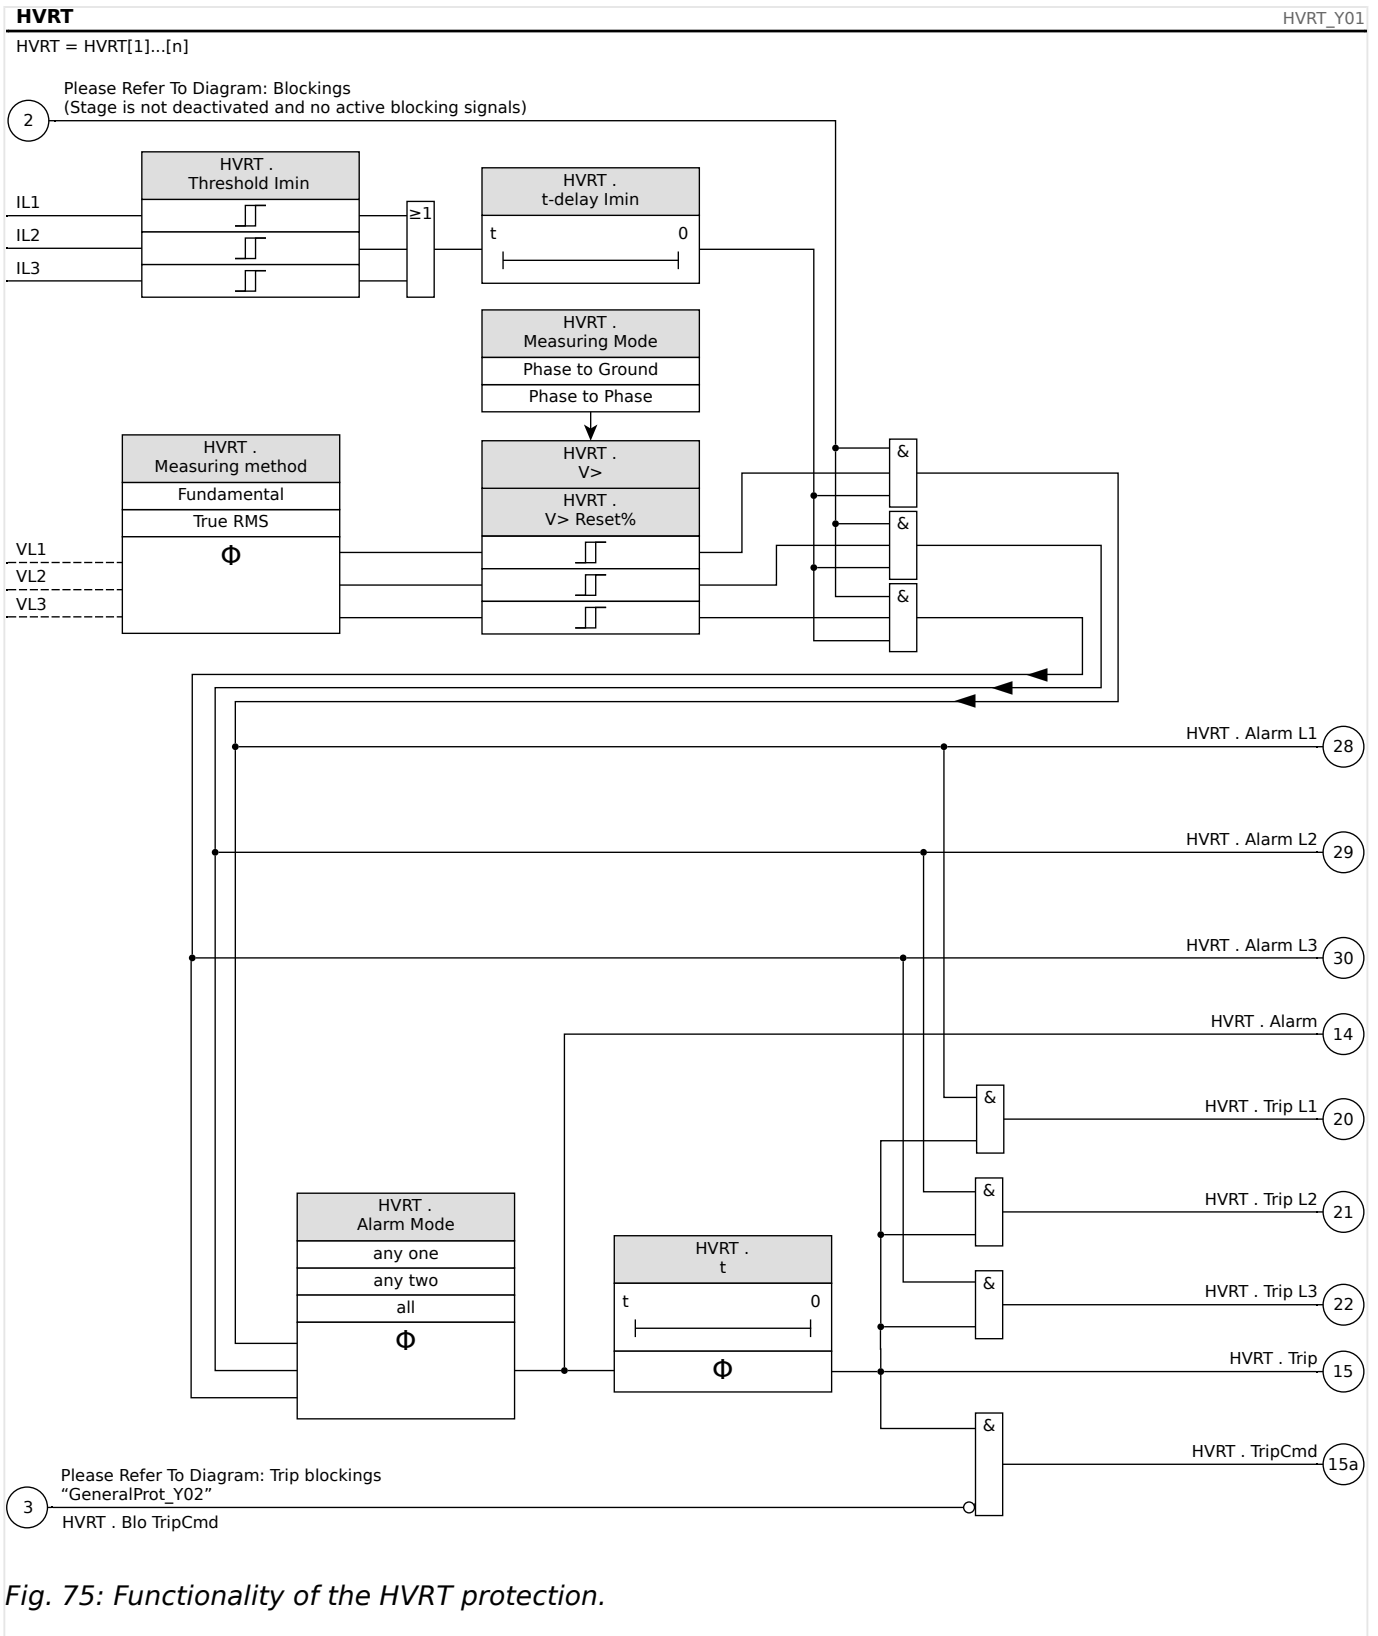 HVRT
HVRT_Y01
HVRT = HVRT[1]...[n]
Please Refer To Diagram: Blockings
(Stage is not deactivated and no active blocking signals)
2
HVRT .
Threshold Imin
IL1
IL2
IL3
≥1
HVRT .
t-delay Imin
t 0
HVRT .
Measuring Mode
Phase to Ground
Phase to Phase
HVRT .
Measuring method
Fundamental
True RMS
Φ
VL1
VL2
VL3
HVRT .
V>
HVRT .
V> Reset%
&
&
&
HVRT . Alarm L1
28
HVRT . Alarm L2
29
HVRT . Alarm L3
30
HVRT . Alarm
14
&
HVRT . Trip L1
20
&
HVRT . Trip L2
21
&
HVRT . Trip L3
22
HVRT .
Alarm Mode
any one
any two
all
Φ
HVRT .
t
t 0
Φ
HVRT . Trip
15
&
HVRT . TripCmd
15a
Please Refer To Diagram: Trip blockings
“GeneralProt_Y02”
3
HVRT . Blo TripCmd
Fig. 75: Functionality of the HVRT protection.